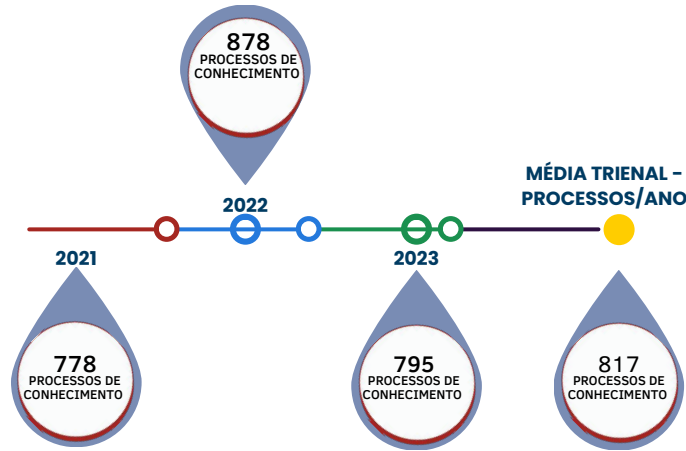 878
PROCESSOS DE
CONHECIMENTO
2022
2021
778
PROCESSOS DE
CONHECIMENTO
2023
795
PROCESSOS DE
CONHECIMENTO
MÉDIA TRIENAL -
PROCESSOS/ANO
817
PROCESSOS DE
CONHECIMENTO